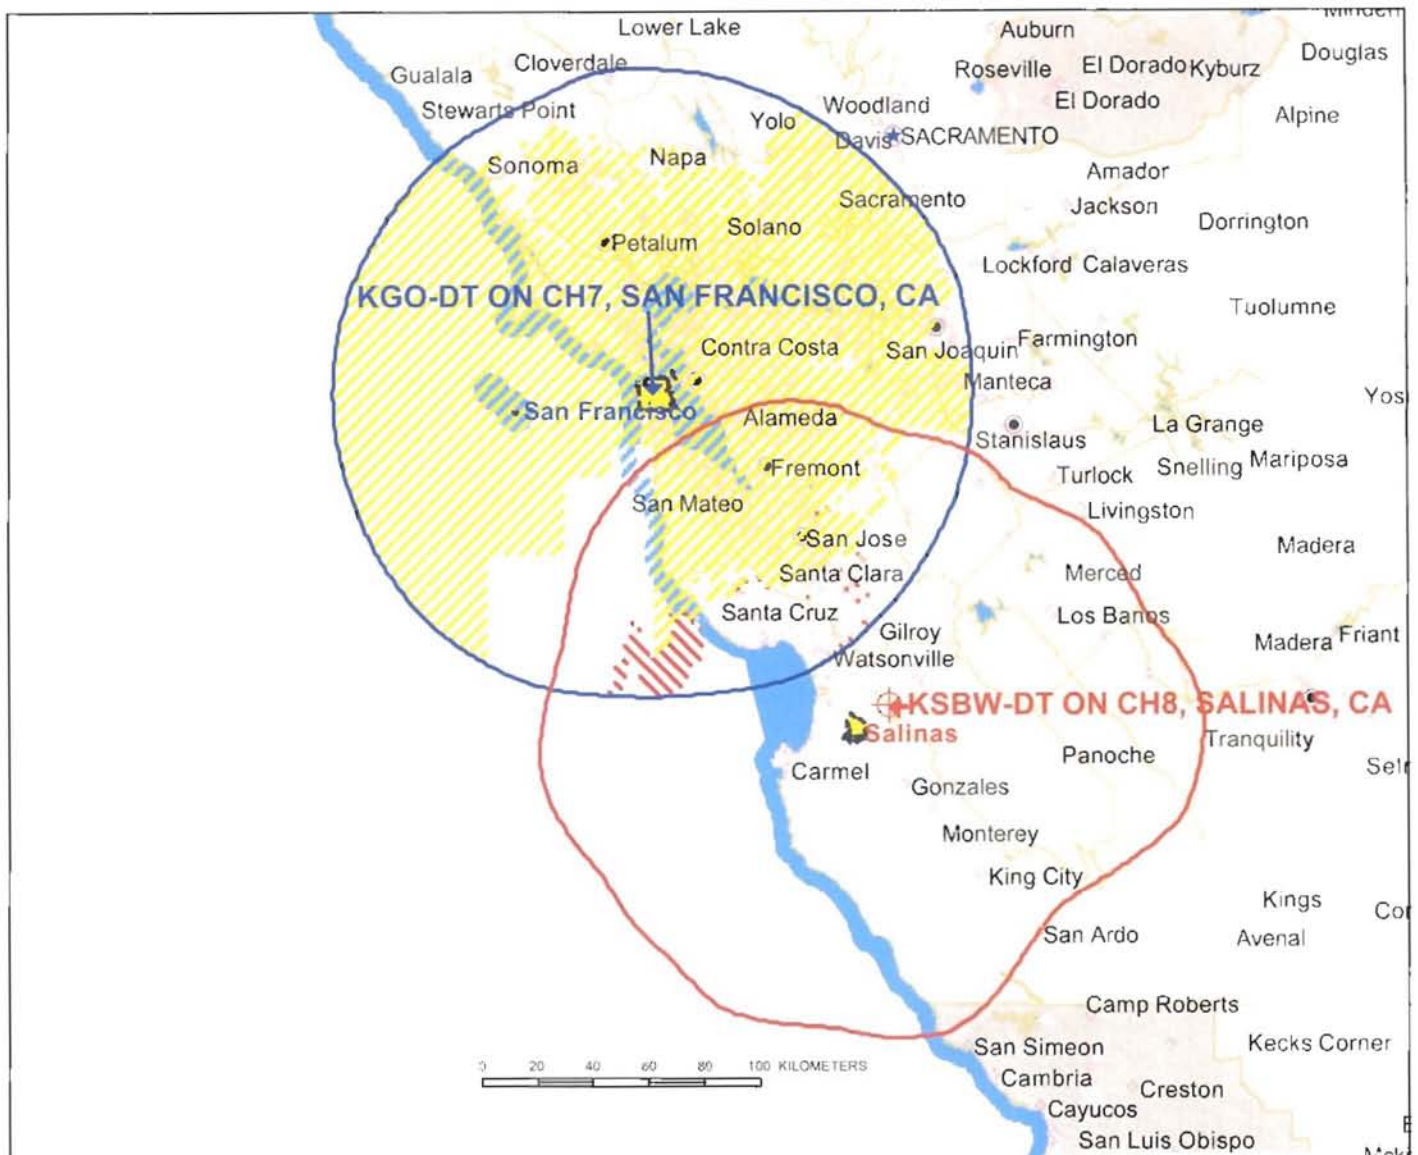 Lower Lake
Auburn
Minden
Douglas
Cloverdale
Gualala
Roseville
El Dorado
Kyburz
Stewarts Point
Woodland
El Dorado
Yolo
Alpine
Davis
SACRAMENTO
Sonoma
Napa
Amador
Sacramento
Jackson
Dorrington
Solano
Petalum
Lockford
Calaveras
KGO-DT ON CH7, SAN FRANCISCO, CA
Tuolumne
Contra Costa
San Joaquin
Farmington
Manteca
Yos
San Francisco
Alameda
La Grange
Stanislaus
Fremont
Turlock
Snelling
Mariposa
San Mateo
Livingston
San Jose
Madera
Santa Clara
Merced
Santa Cruz
Los Banos
Gilroy
Madera
Friant
Watsonville
KSBW-DT ON CH8, SALINAS, CA
Salinas
Tranquility
Panoche
Carmel
Gonzales
Monterey
King City
Kings
Cor
San Ardo
Avenal
Camp Roberts
San Simeon
Kecks Corner
0 20 40 60 80 100 KILOMETERS
Cambria
Creston
Cayucos
San Luis Obispo